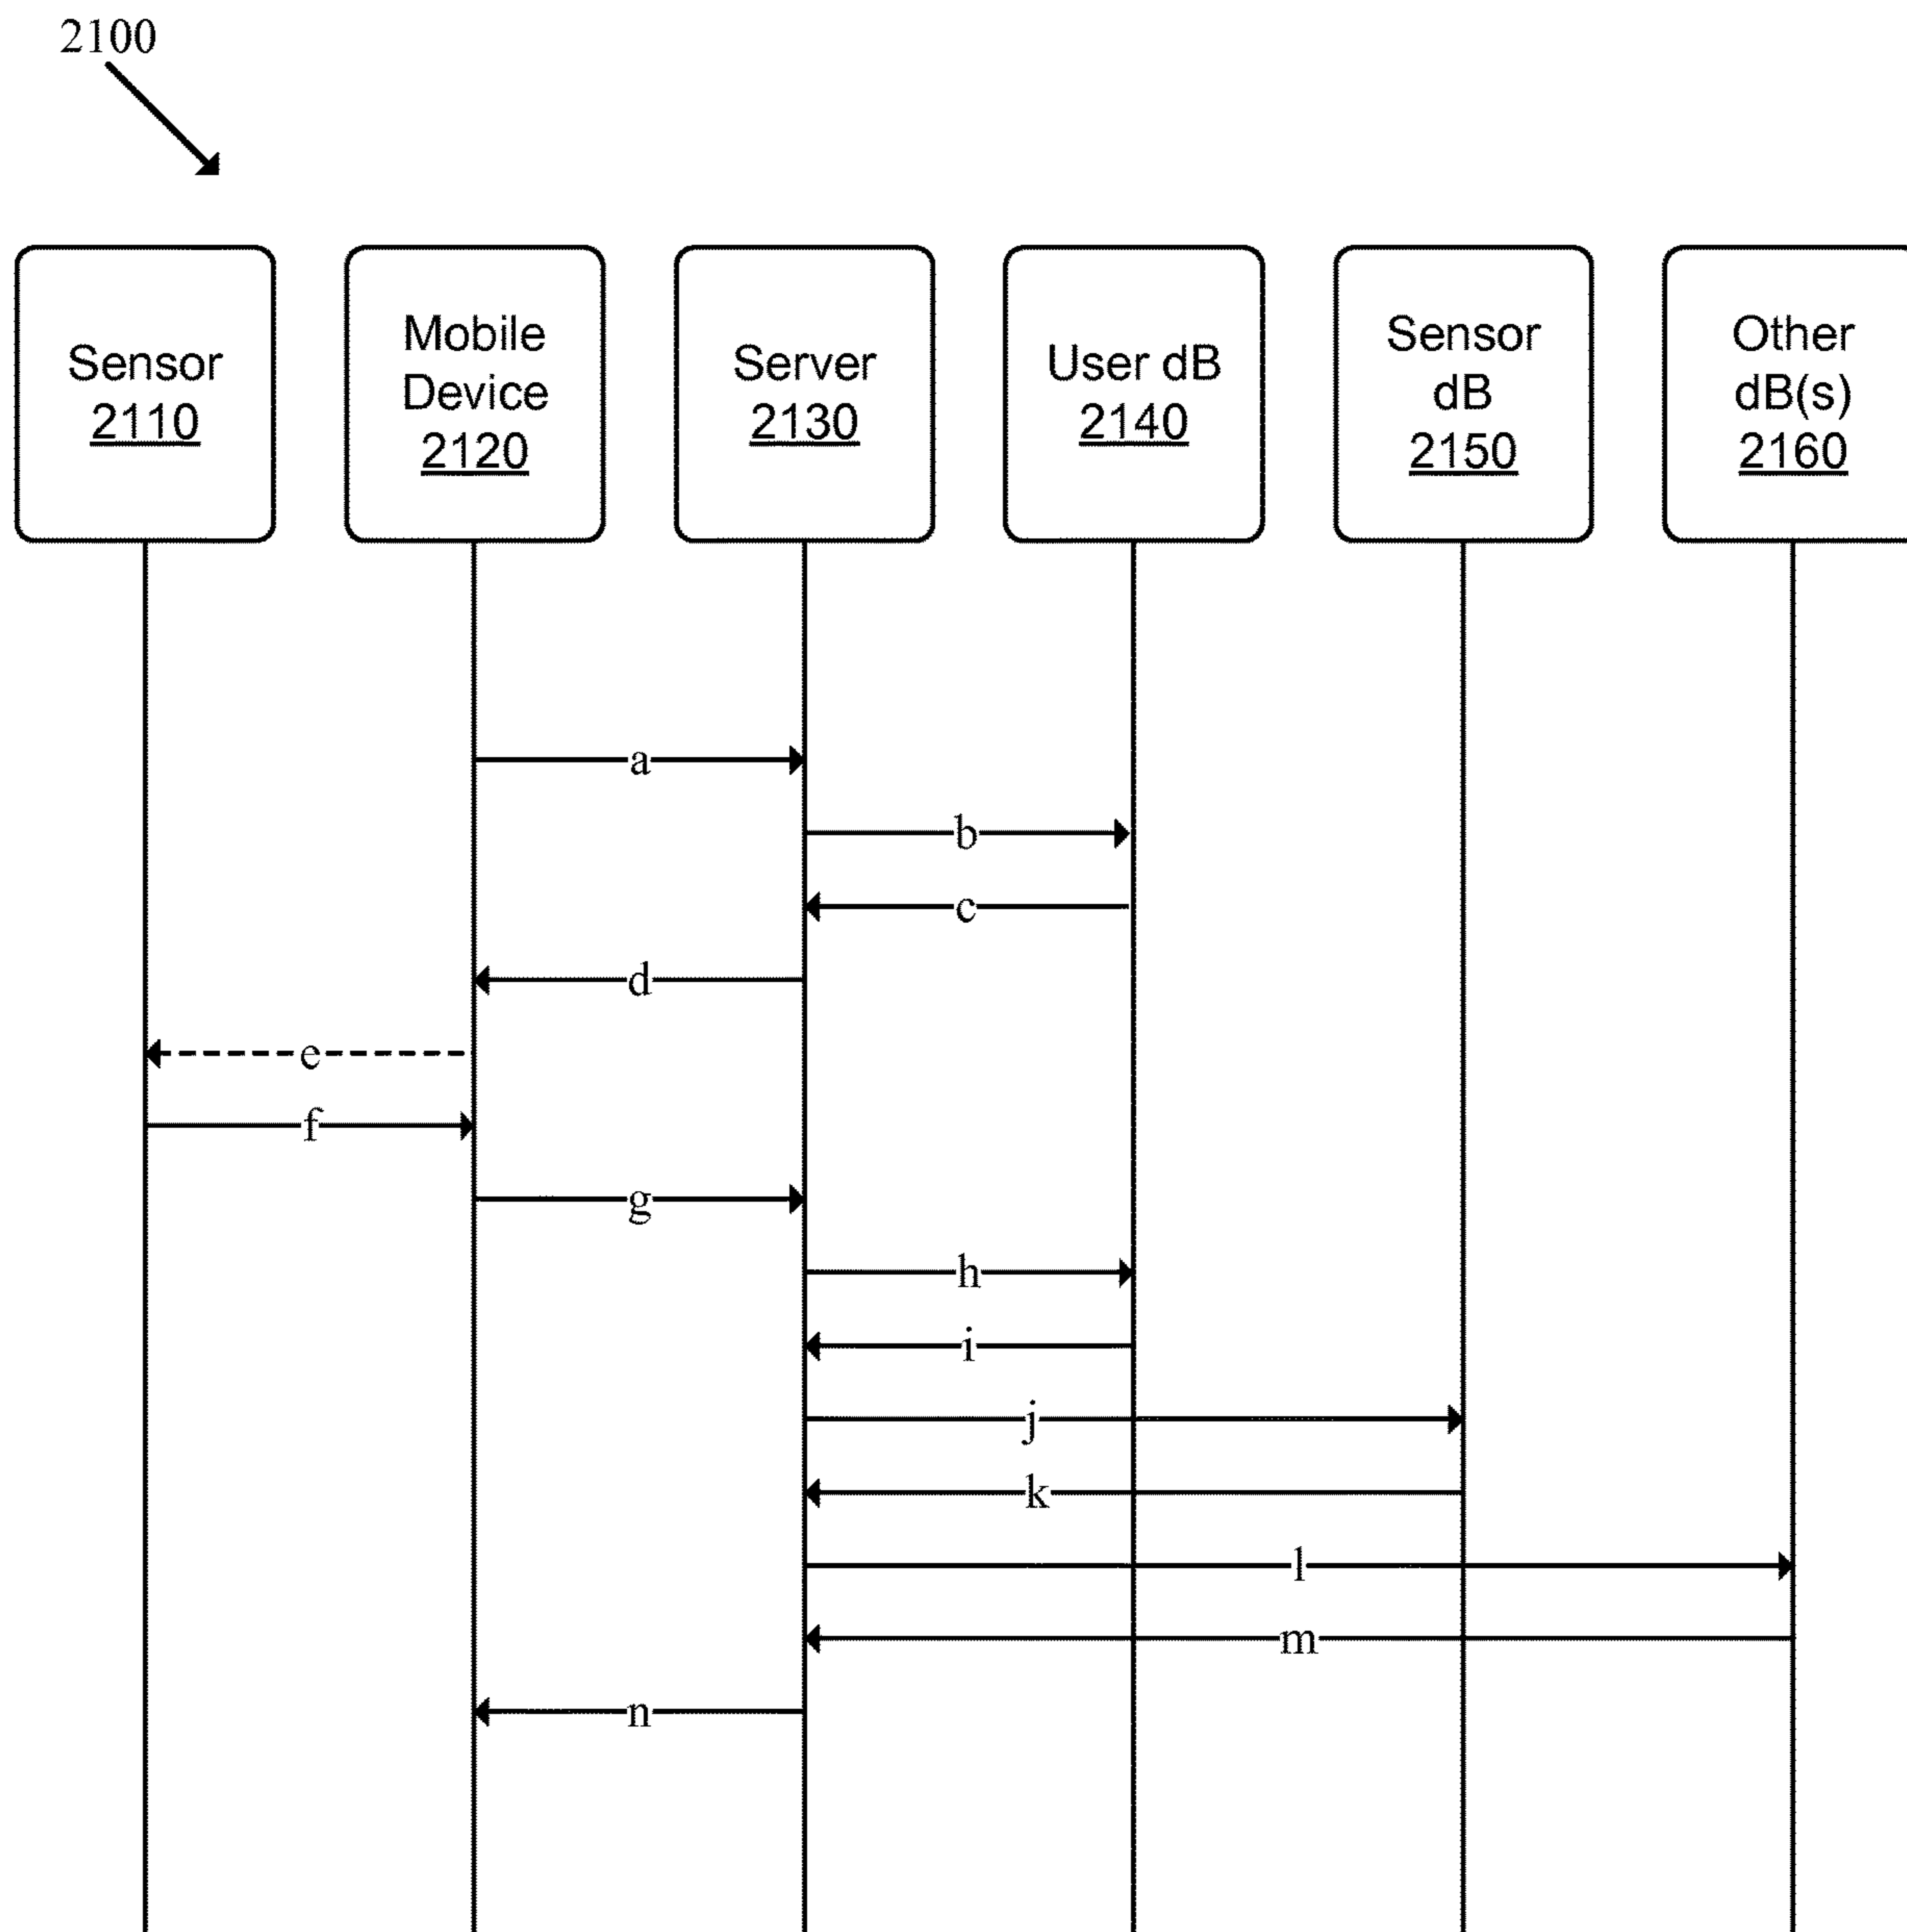 2100
Sensor
2110
Mobile
Device
2120
Server
2130
User dB
2140
Sensor
dB
2150
Other
dB(s)
2160
a
b
c
d
e
f
g
h
i
j
k
l
m
n